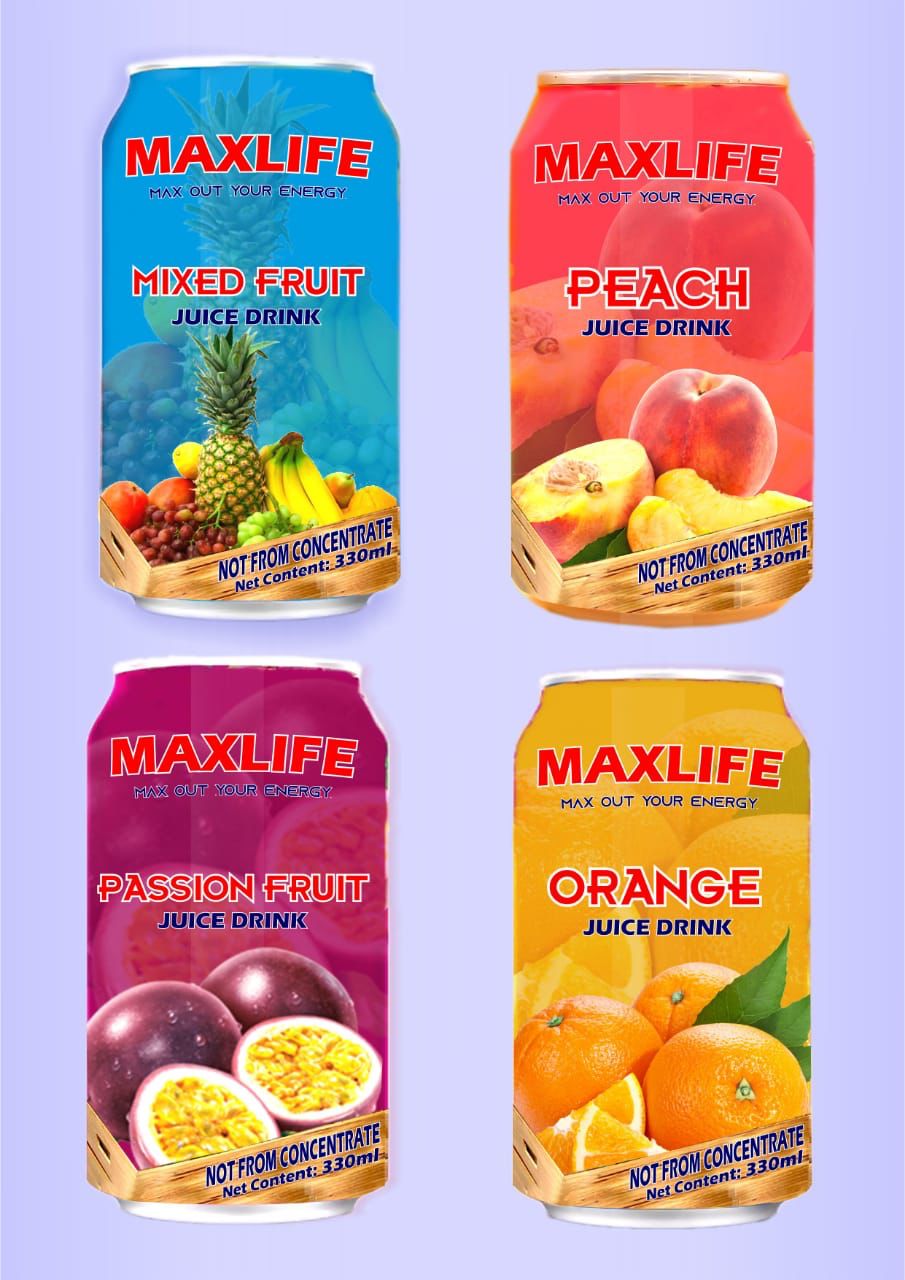 MAXLIFE
MAX OUT YOUR ENERGY
MIXED FRUIT
JUICE DRINK
NOT FROM CONCENTRATE
Net Content: 330ml
MAXLIFE
MAX OUT YOUR ENERGY
PEACH
JUICE DRINK
NOT FROM CONCENTRATE
Net Content: 330ml
MAXLIFE
MAX OUT YOUR ENERGY
PASSION FRUIT
JUICE DRINK
NOT FROM CONCENTRATE
Net Content: 330ml
MAXLIFE
MAX OUT YOUR ENERGY
ORANGE
JUICE DRINK
NOT FROM CONCENTRATE
Net Content: 330ml